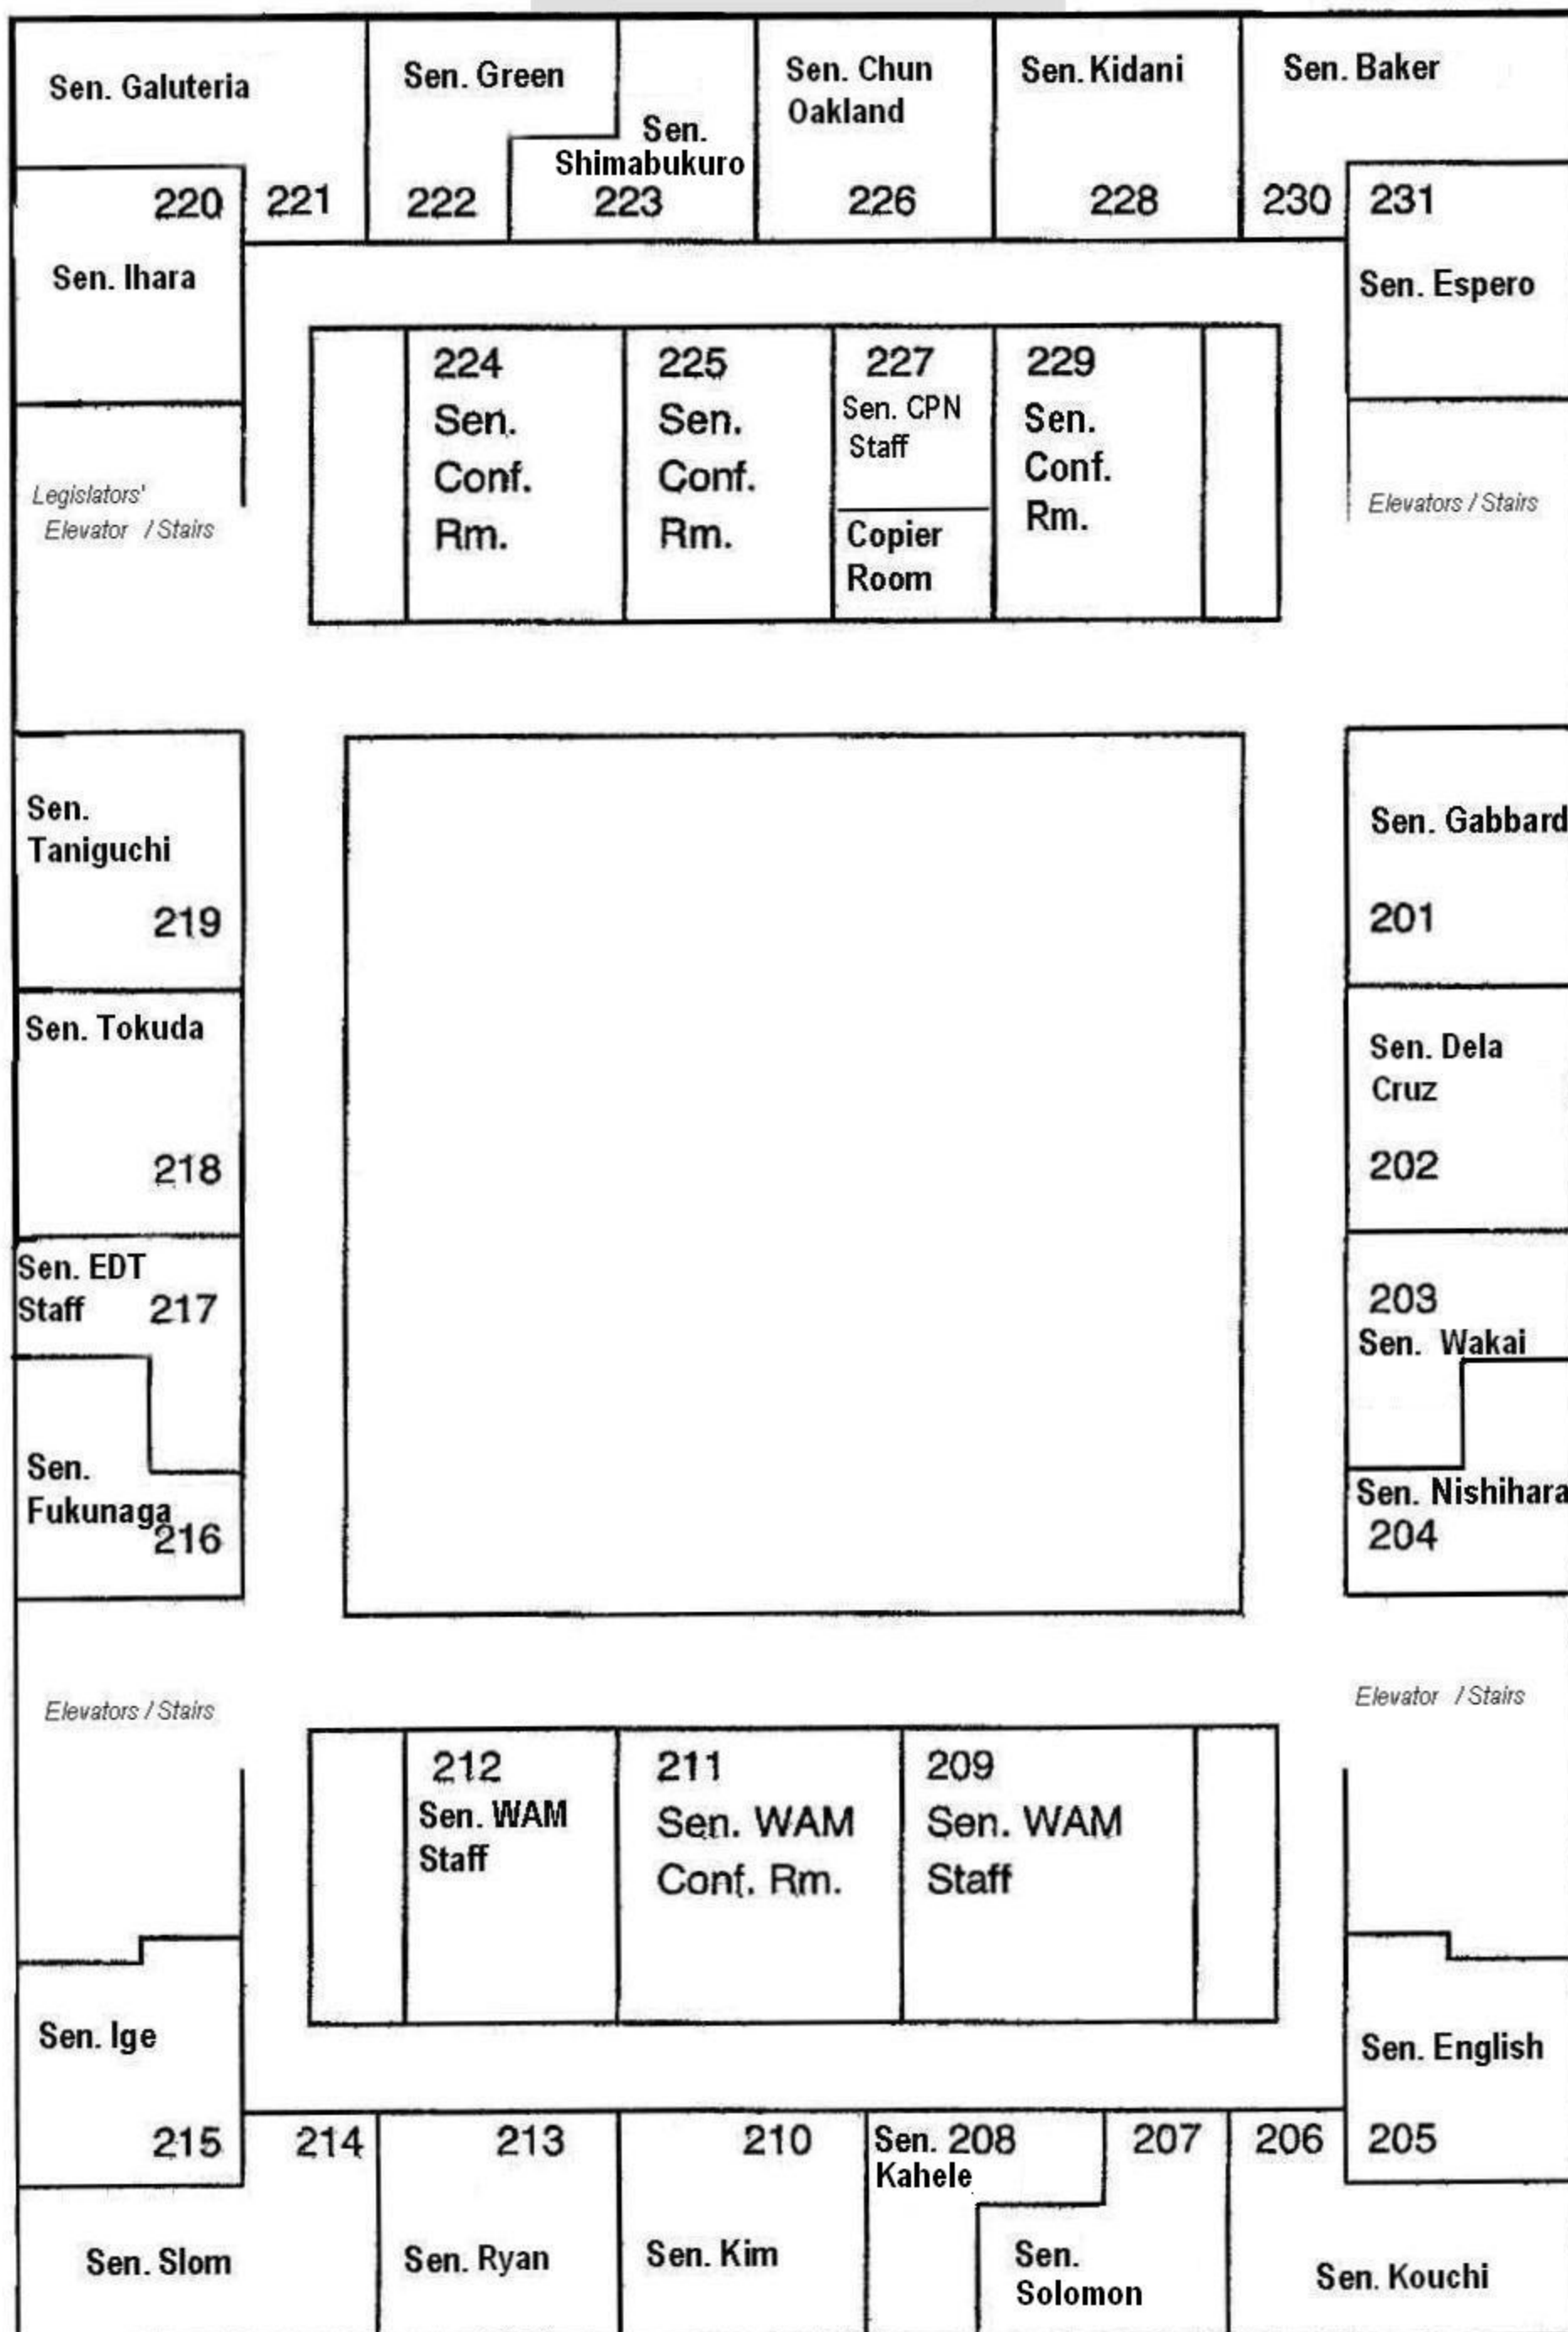 Sen. Galuteria
221
Sen. Green
222
Sen.
Shimabukuro
223
Sen. Chun
Oakland
226
Sen. Kidani
228
Sen. Baker
230
220
Sen. Ihara
231
Sen. Espero
224
Sen.
Conf.
Rm.
225
Sen.
Conf.
Rm.
227
Sen. CPN
Staff
Copier
Room
229
Sen.
Conf.
Rm.
Legislators'
Elevator / Stairs
Elevators / Stairs
Sen.
Taniguchi
219
Sen. Gabbard
201
Sen. Tokuda
218
Sen. Dela
Cruz
202
Sen. EDT
Staff 217
203
Sen. Wakai
Sen.
Fukunaga
216
Sen. Nishihara
204
Elevators / Stairs
Elevator / Stairs
212
Sen. WAM
Staff
211
Sen. WAM
Conf. Rm.
209
Sen. WAM
Staff
Sen. Ige
215
Sen. English
205
214
Sen. Slom
213
Sen. Ryan
210
Sen. Kim
Sen. 208
Kahele
207
Sen.
Solomon
206
Sen. Kouchi